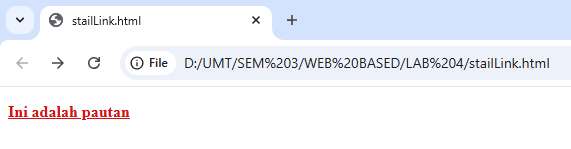 stailLink.html
File D:/UMT/SEM%203/WEB%20BASED/LAB%204/stailLink.html
Ini adalah pautan